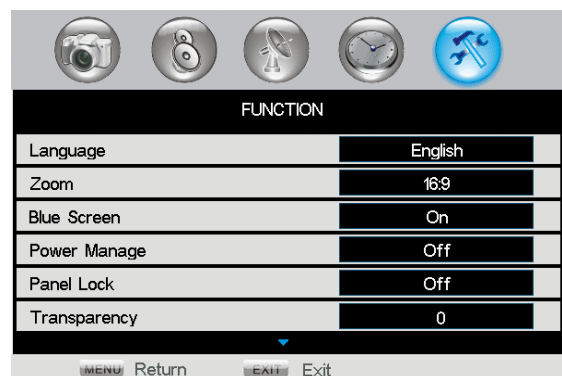 FUNCTION
Language English
Zoom 16:9
Blue Screen On
Power Manage Off
Panel Lock Off
Transparency 0
MENU Return EXIT Exit